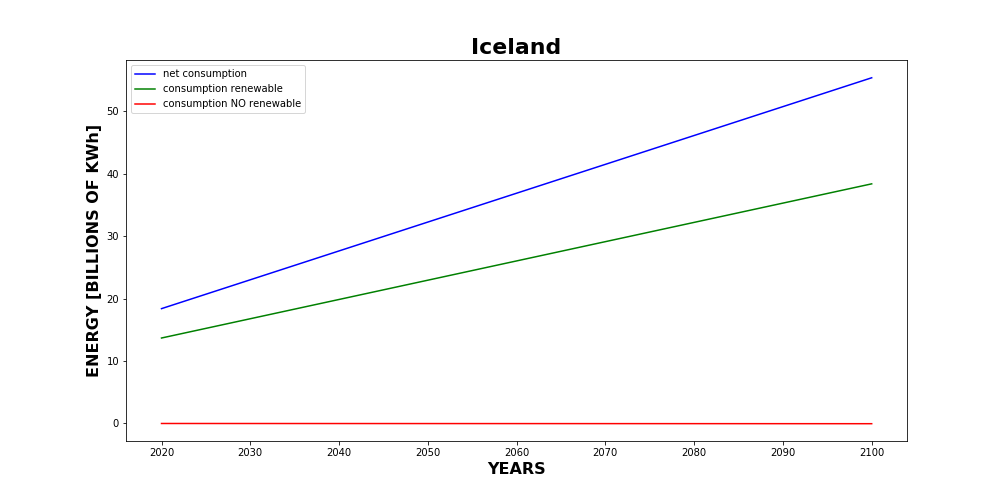 Iceland
net consumption
consumption renewable
consumption NO renewable
ENERGY [BILLIONS OF KWh]
50
40
30
20
10
0
2020 2030 2040 2050 2060 2070 2080 2090 2100
YEARS